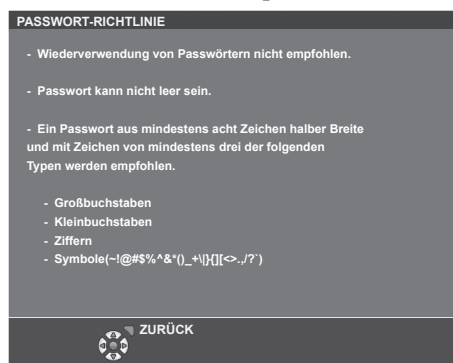 PASSWORT-RICHTLINIE
- Wiederverwendung von Passwörtern nicht empfohlen.
- Passwort kann nicht leer sein.
- Ein Passwort aus mindestens acht Zeichen halber Breite
und mit Zeichen von mindestens drei der folgenden
Typen werden empfohlen.
- Großbuchstaben
- Kleinbuchstaben
- Ziffern
- Symbole(~!@#$%^&*()_+\|}{][<>.,/?`)
ZURÜCK